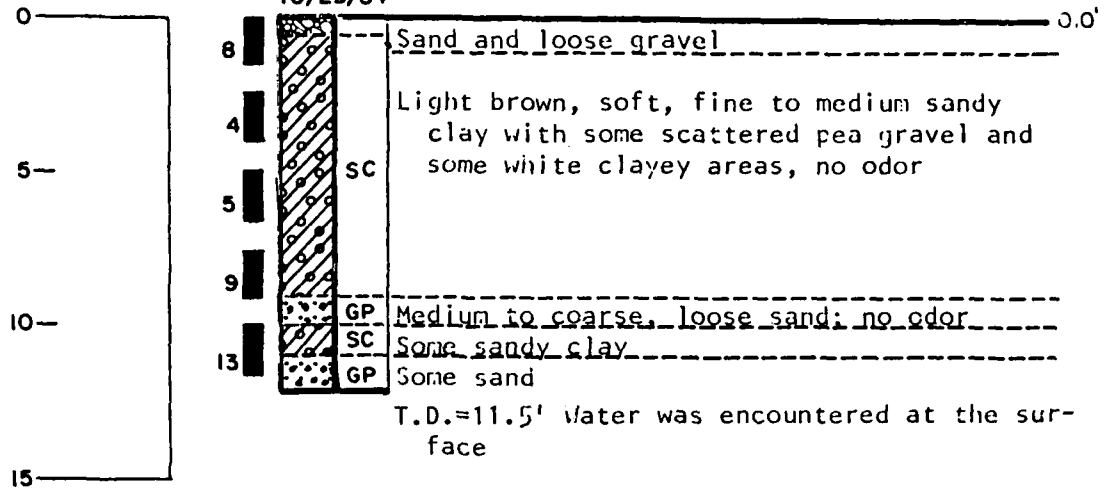 0 0.0'
8 Sand and loose gravel
Light brown, soft, fine to medium sandy
4 clay with some scattered pea gravel and
some white clayey areas, no odor
5 SC
5
9
10 GP Medium to coarse, loose sand; no odor
SC Some sandy clay
13 GP Some sand
T.D.=11.5' Water was encountered at the sur-
face
15